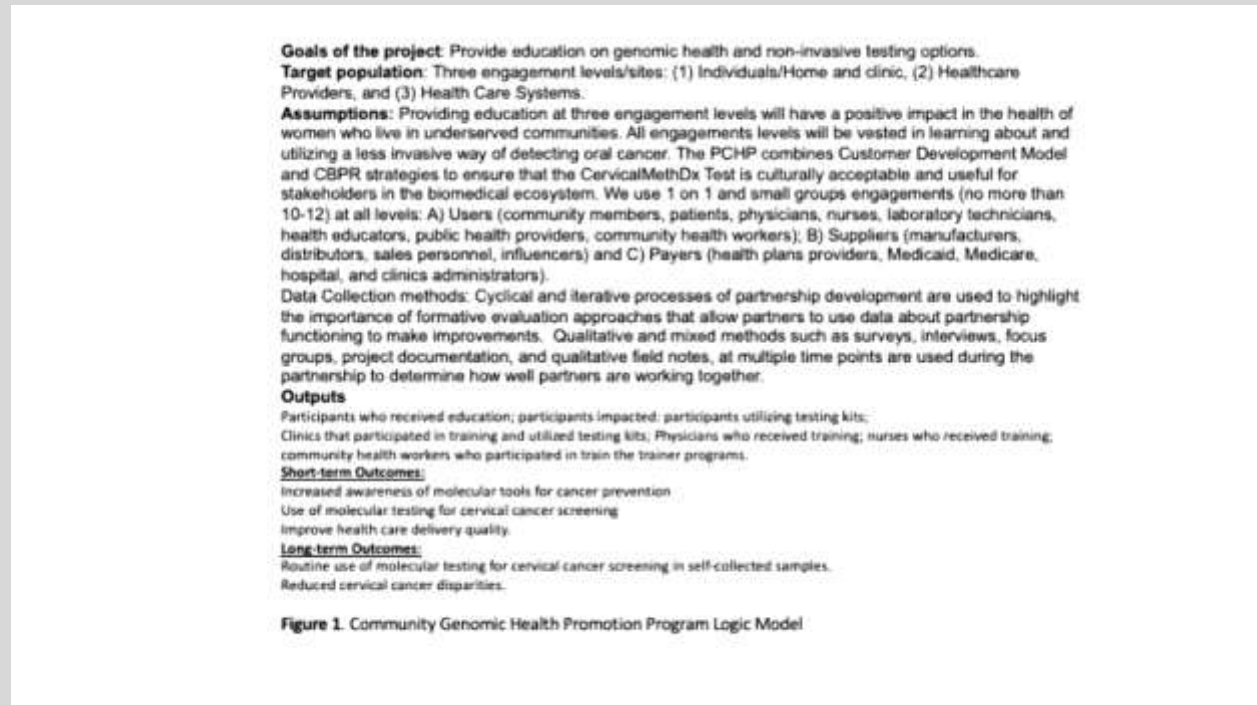 Goals of the project: Provide education on genomic health and non-invasive testing options.
Target population: Three engagement levels/sites: (1) Individuals/Home and clinic, (2) Healthcare
Providers, and (3) Health Care Systems.
Assumptions: Providing education at three engagement levels will have a positive impact in the health of
women who live in underserved communities. All engagements levels will be vested in learning about and
utilizing a less invasive way of detecting oral cancer. The PCHP combines Customer Development Model
and CBPR strategies to ensure that the CervicalMethDx Test is culturally acceptable and useful for
stakeholders in the biomedical ecosystem. We use 1 on 1 and small groups engagements (no more than
10-12) at all levels: A) Users (community members, patients, physicians, nurses, laboratory technicians,
health educators, public health providers, community health workers); B) Suppliers (manufacturers,
distributors, sales personnel, influencers) and C) Payers (health plans providers, Medicaid, Medicare,
hospital, and clinics administrators).
Data Collection methods: Cyclical and iterative processes of partnership development are used to highlight
the importance of formative evaluation approaches that allow partners to use data about partnership
functioning to make improvements. Qualitative and mixed methods such as surveys, interviews, focus
groups, project documentation, and qualitative field notes, at multiple time points are used during the
partnership to determine how well partners are working together.
Outputs
Participants who received education; participants impacted; participants utilizing testing kits;
Clinics that participated in training and utilized testing kits; Physicians who received training; nurses who received training;
community health workers who participated in train the trainer programs.
Short-term Outcomes:
Increased awareness of molecular tools for cancer prevention
Use of molecular testing for cervical cancer screening
Improve health care delivery quality.
Long-term Outcomes:
Routine use of molecular testing for cervical cancer screening in self-collected samples.
Reduced cervical cancer disparities.
Figure 1. Community Genomic Health Promotion Program Logic Model